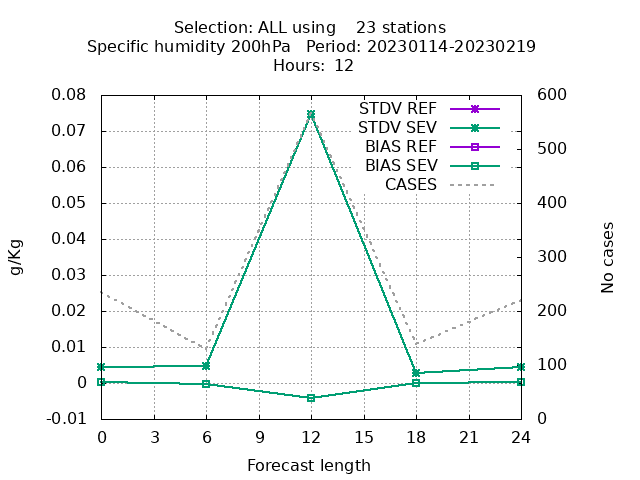 Selection: ALL using    23 stations
Specific humidity 200hPa   Period: 20230114-20230219
Hours:  12
0.08
0.07
0.06
0.05
0.04
0.03
0.02
0.01
0
-0.01
g/Kg
STDV REF
STDV SEV
BIAS REF
BIAS SEV
CASES
600
500
400
300
200
100
0
No cases
0 3 6 9 12 15 18 21 24
Forecast length